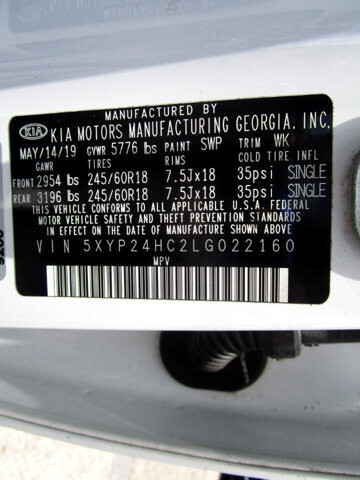 MANUFACTURED BY
KIA KIA MOTORS MANUFACTURING GEORGIA, INC.
MAY/14/19 GVWR 5776 lbs PAINT SWP TRIM WK
GAWR TIRES RIMS COLD TIRE INFL
FRONT 2954 lbs 245/60R18 7.5Jx18 35psi SINGLE
REAR 3196 lbs 245/60R18 7.5Jx18 35psi SINGLE
THIS VEHICLE CONFORMS TO ALL APPLICABLE U.S.A. FEDERAL
MOTOR VEHICLE SAFETY, BUMPER, AND THEFT PREVENTION
STANDARDS IN EFFECT ON THE DATE OF MANUFACTURE SHOWN ABOVE.
VIN 5XYP24HC2LG022160
MPV